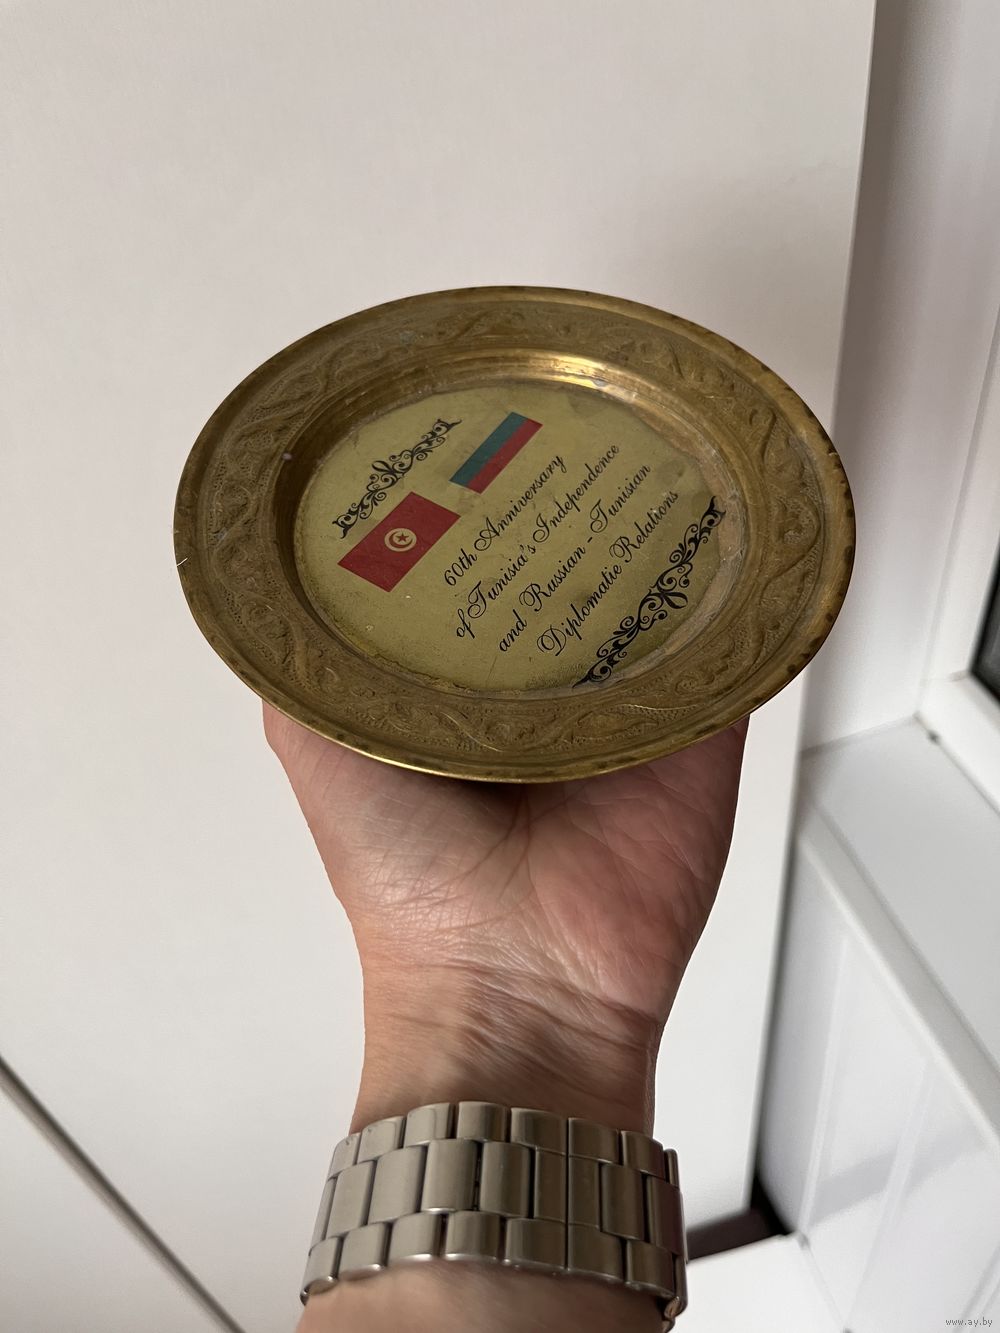 60th Anniversary
of Tunisia's Independence
and Russian - Tunisian
Diplomatic Relations
www.ay.by